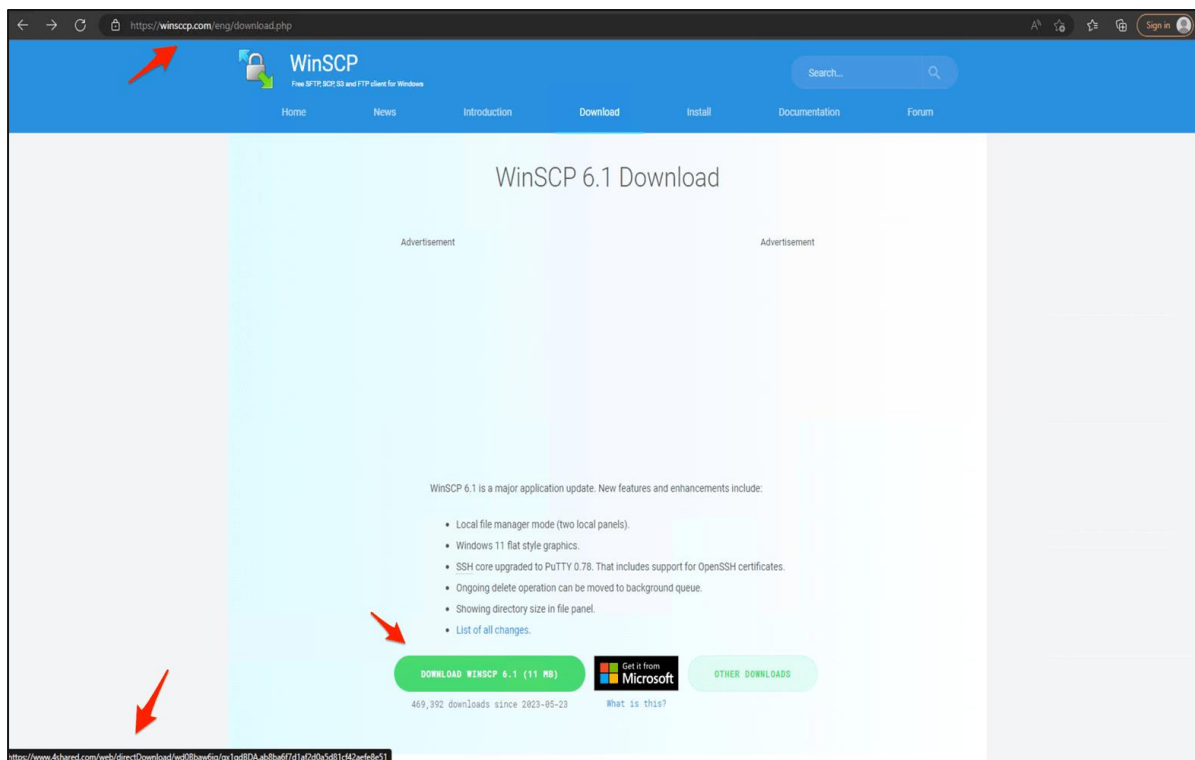 https://winsccp.com/eng/download.php
Sign in
WinSCP
Free SFTP, SCP, S3 and FTP client for Windows
Search...
Home News Introduction Download Install Documentation Forum
WinSCP 6.1 Download
Advertisement Advertisement
WinSCP 6.1 is a major application update. New features and enhancements include:
• Local file manager mode (two local panels).
• Windows 11 flat style graphics.
• SSH core upgraded to PuTTY 0.78. That includes support for OpenSSH certificates.
• Ongoing delete operation can be moved to background queue.
• Showing directory size in file panel.
• List of all changes.
DOWNLOAD WINSCP 6.1 (11 MB)
Get it from
Microsoft
OTHER DOWNLOADS
469,392 downloads since 2023-05-23 What is this?